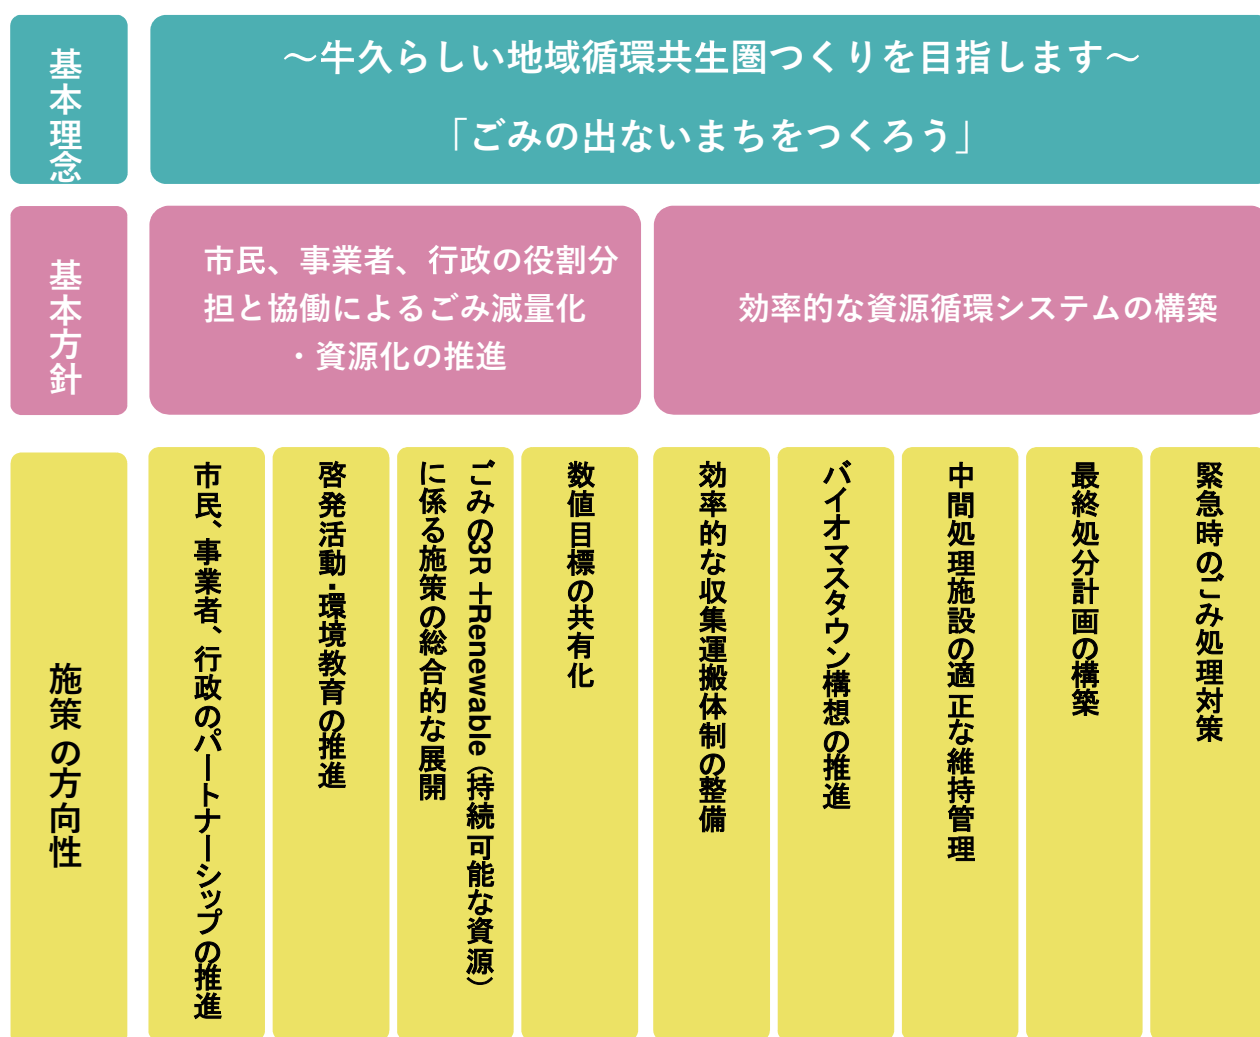 基本理念
～牛久らしい地域循環共生圏つくりを目指します～
「ごみの出ないまちをつくろう」
基本方針
市民、事業者、行政の役割分
担と協働によるごみ減量化
・資源化の推進
効率的な資源循環システムの構築
施策の方向性
市民、事業者、行政のパートナーシップの推進
啓発活動・環境教育の推進
ごみの3R＋Renewable（持続可能な資源）
に係る施策の総合的な展開
数値目標の共有化
効率的な収集運搬体制の整備
バイオマスタウン構想の推進
中間処理施設の適正な維持管理
最終処分計画の構築
緊急時のごみ処理対策